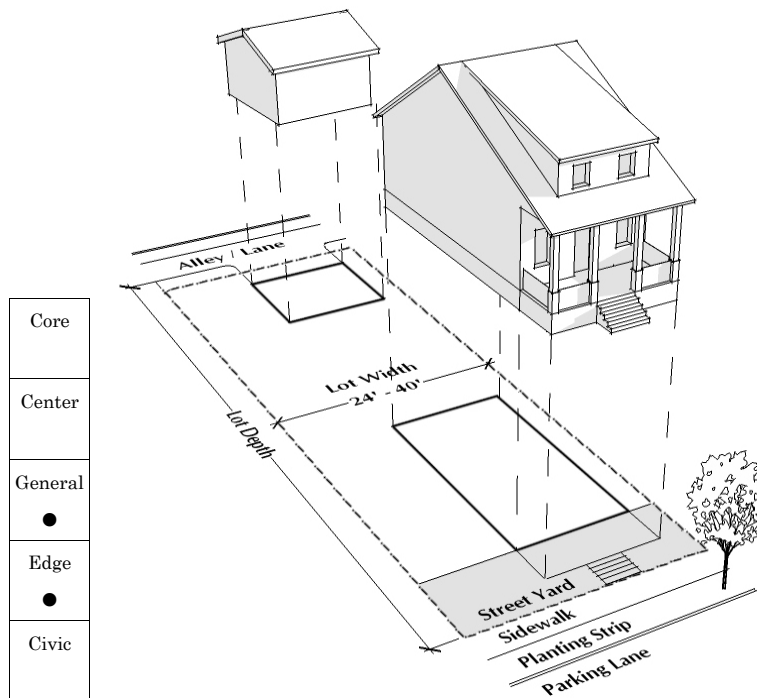 Core
Center
General
Edge
Civic
Alley / Lane
Lot Width
24' - 40'
Lot Depth
Street Yard
Sidewalk
Planting Strip
Parking Lane